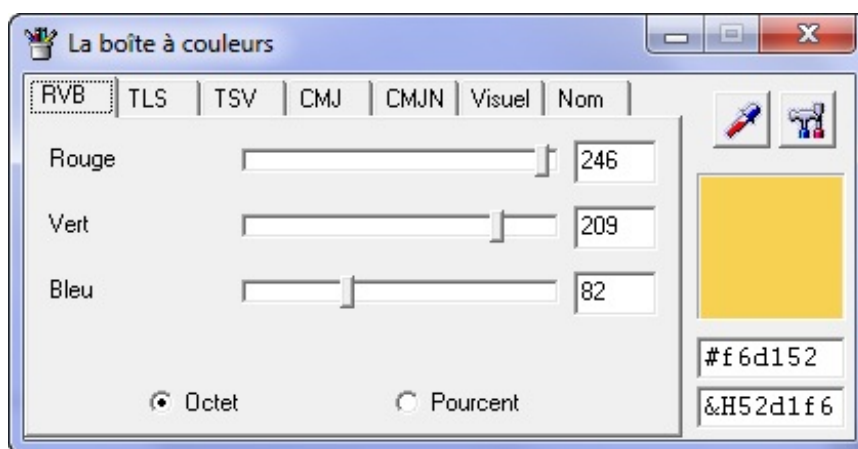 La boîte à couleurs
RVB TLS TSV CMJ CMJN Visuel Nom
Rouge 246
Vert 209
Bleu 82
#f6d152
Octet Pourcent &H52d1f6